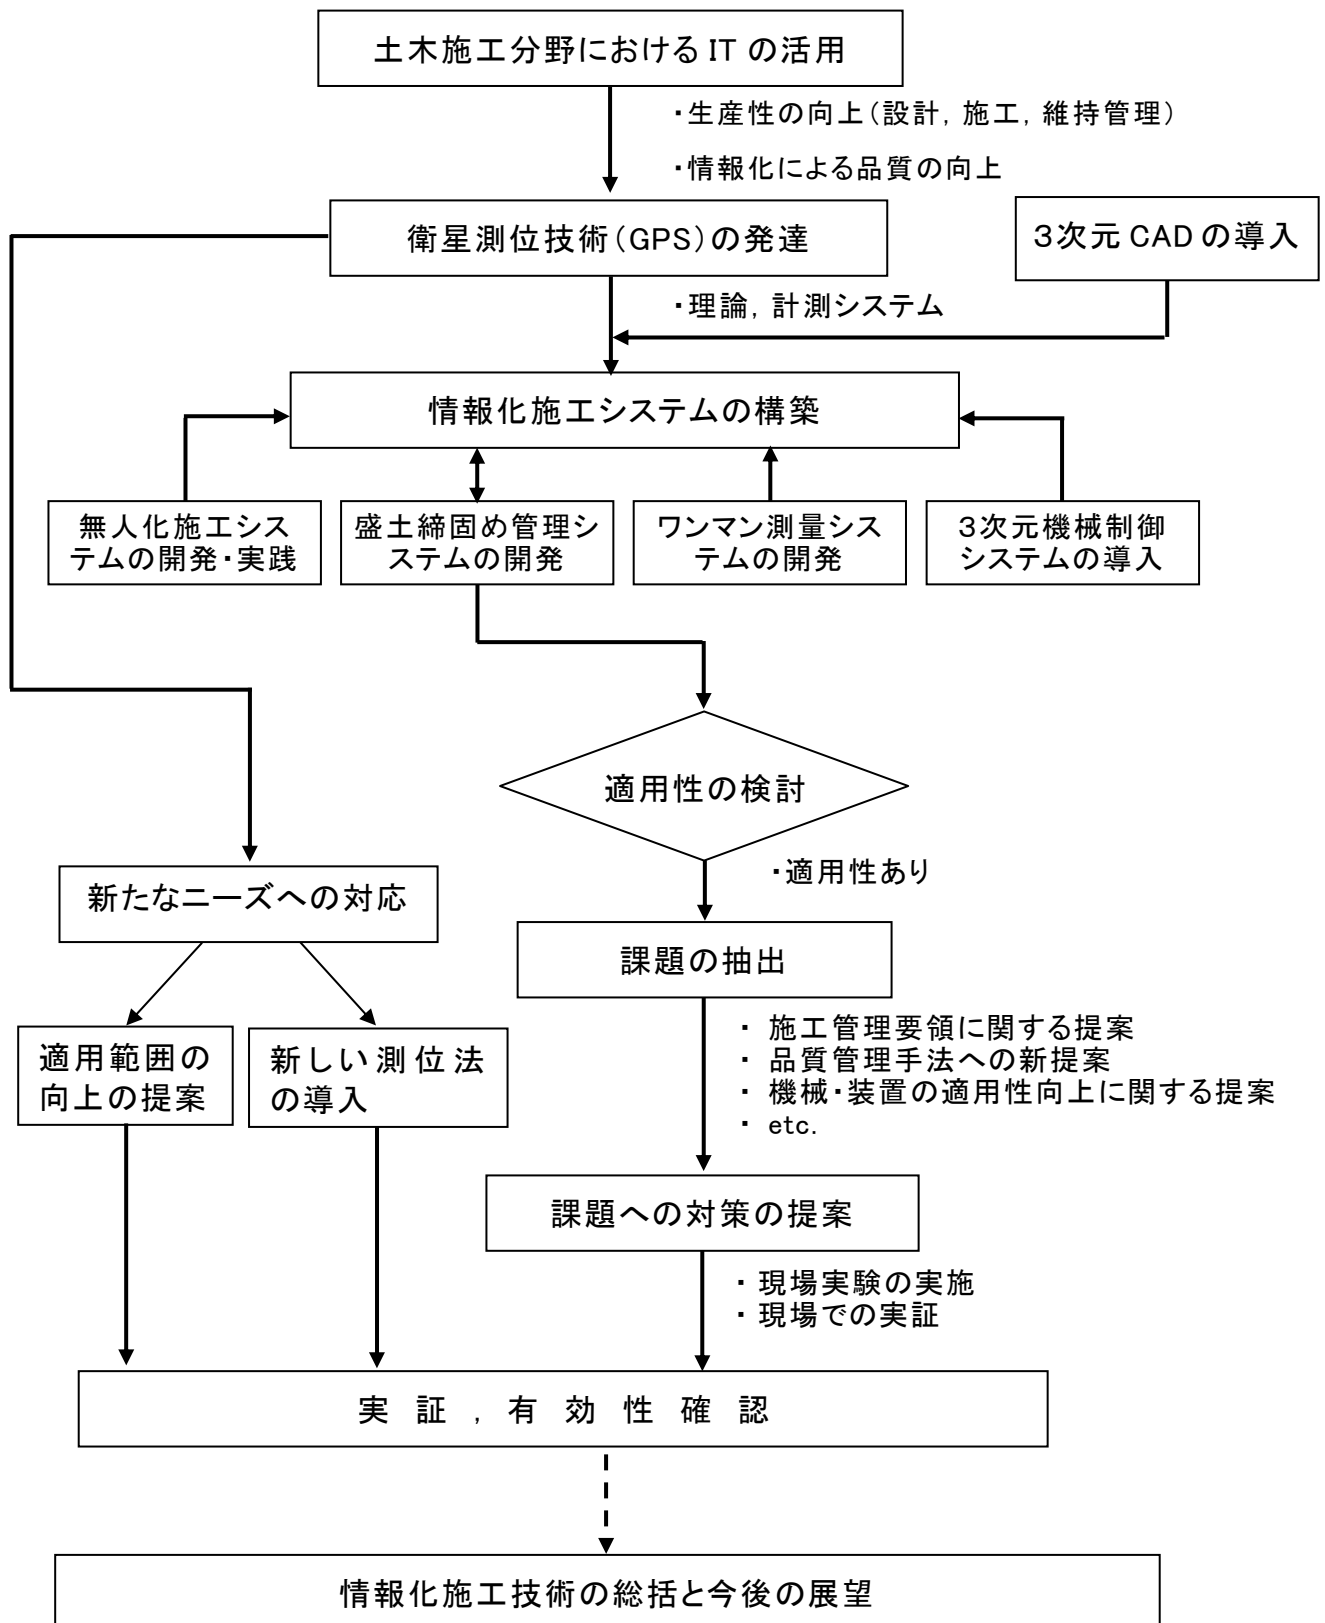 土木施工分野における IT の活用
・生産性の向上（設計，施工，維持管理）
・情報化による品質の向上
衛星測位技術（GPS）の発達
3次元 CAD の導入
・理論，計測システム
情報化施工システムの構築
無人化施工シス
テムの開発・実践
盛土締固め管理シ
ステムの開発
ワンマン測量シス
テムの開発
3次元機械制御
システムの導入
適用性の検討
・適用性あり
新たなニーズへの対応
課題の抽出
適用範囲の
向上の提案
新しい測位法
の導入
・ 施工管理要領に関する提案
・ 品質管理手法への新提案
・ 機械・装置の適用性向上に関する提案
・ etc.
課題への対策の提案
・ 現場実験の実施
・ 現場での実証
実 証 ， 有 効 性 確 認
情報化施工技術の総括と今後の展望